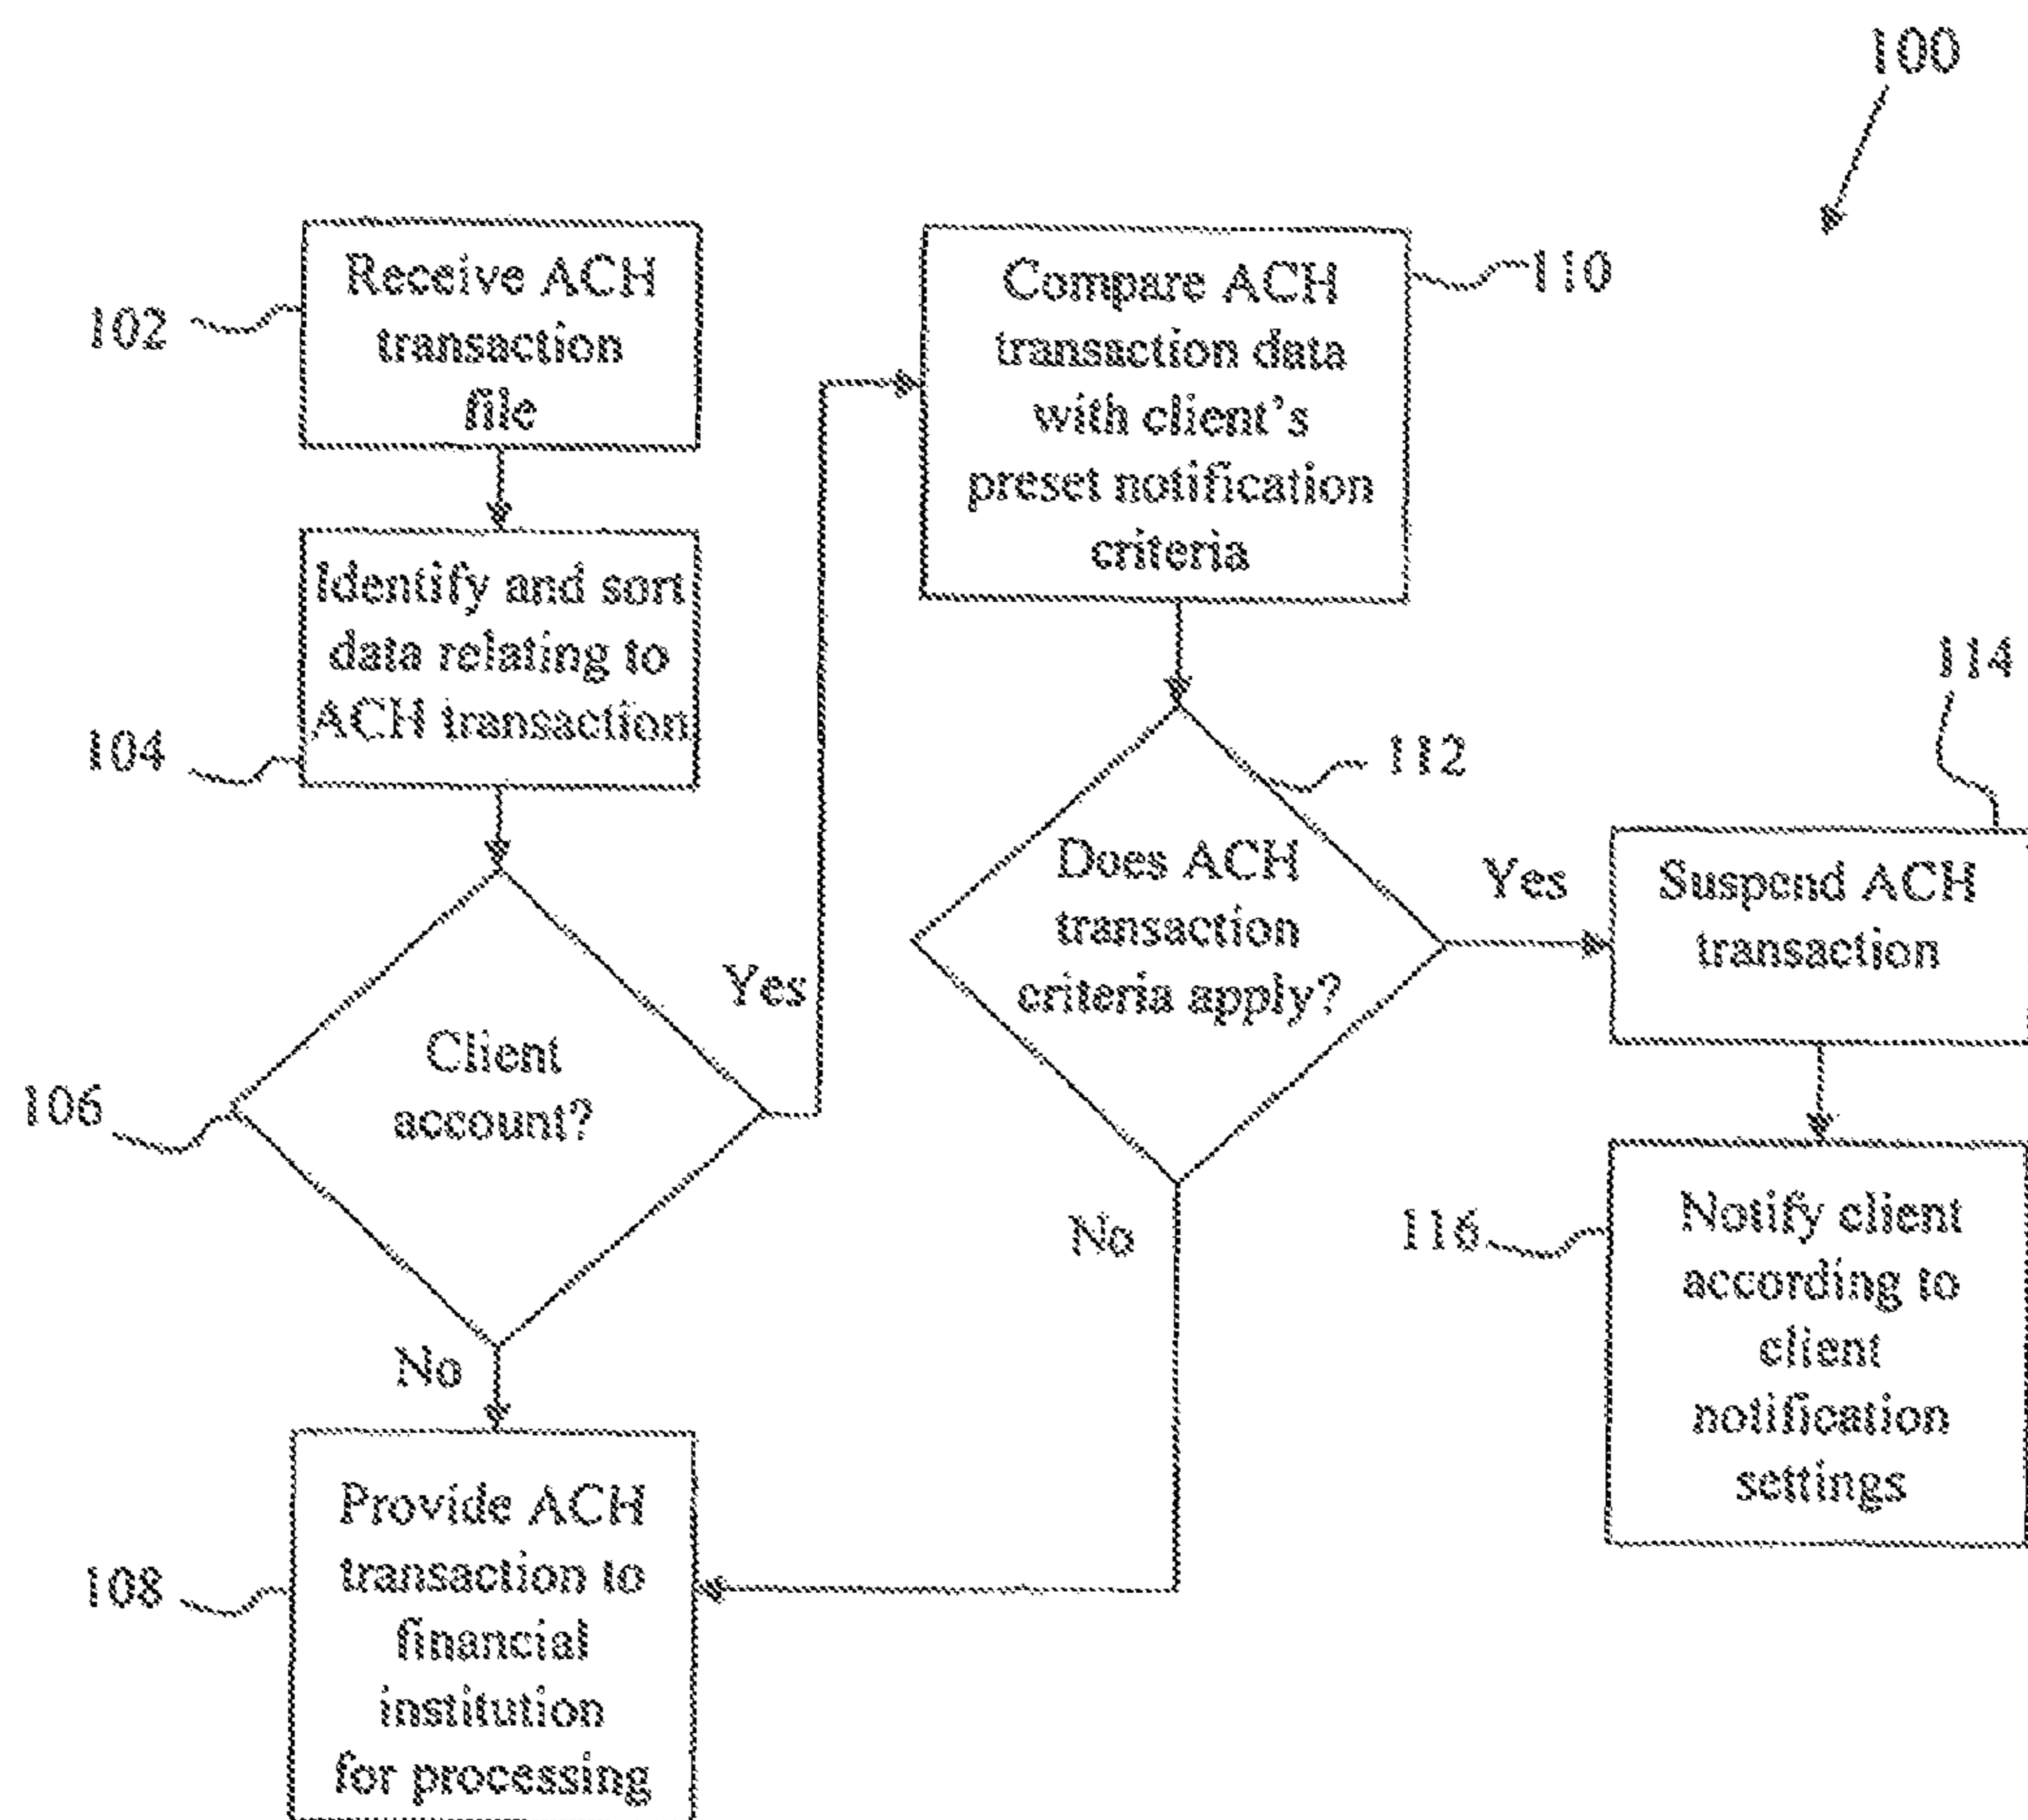 100
102
Receive ACH
transaction
file
104
Identify and sort
data relating to
ACH transaction
106
Client
account?
Yes
No
108
Provide ACH
transaction to
financial
institution
for processing
110
Compare ACH
transaction data
with client's
preset notification
criteria
112
Does ACH
transaction
criteria apply?
Yes
No
114
Suspend ACH
transaction
116
Notify client
according to
client
notification
settings